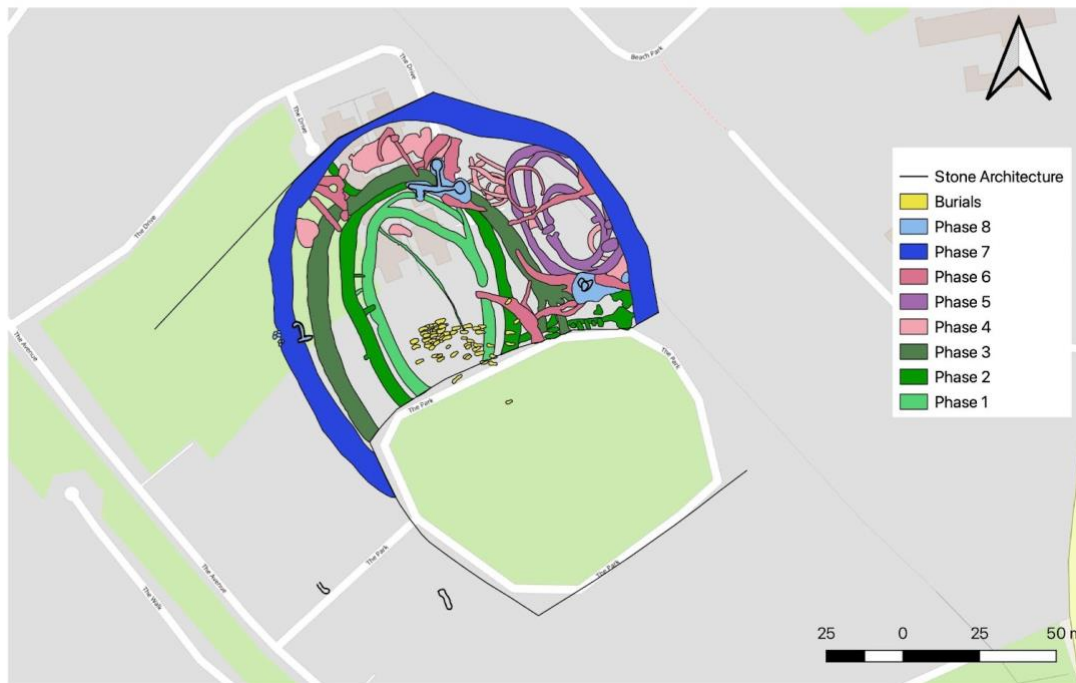 Beach Park
The Drive
The Drive
The Drive
Stone Architecture
Burials
Phase 8
Phase 7
Phase 6
Phase 5
Phase 4
Phase 3
Phase 2
Phase 1
The Avenue
The Park
The Park
The Park
The Park
The Walk
The Avenue
25 0 25 50 m